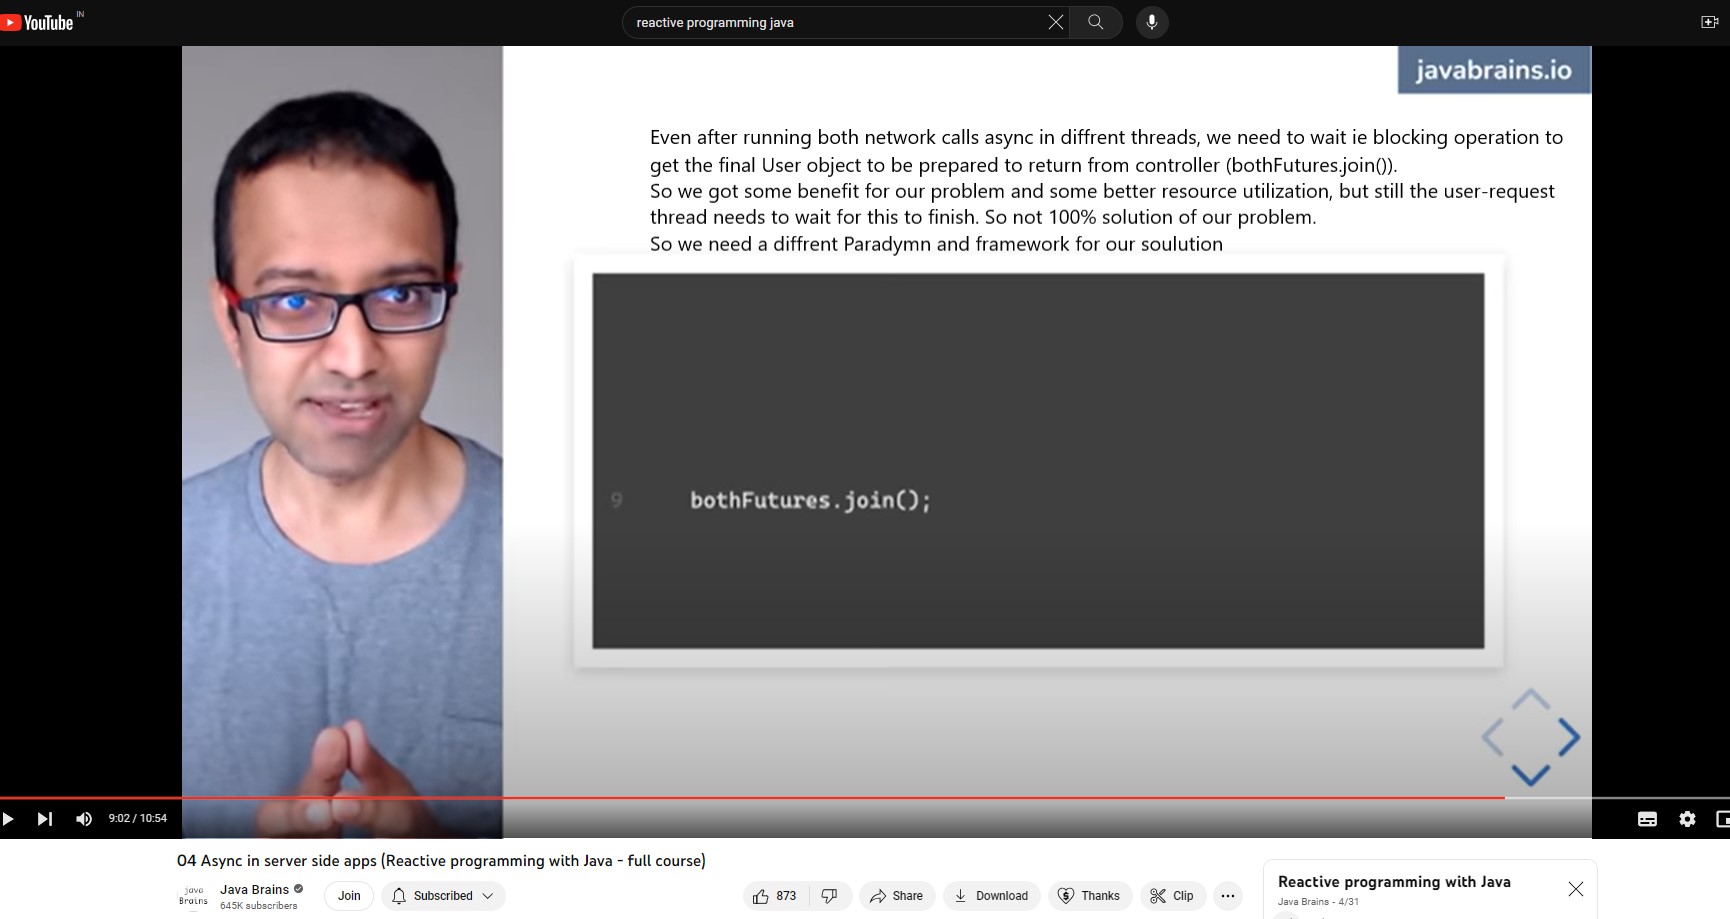 YouTube IN
reactive programming java
javabrains.io
Even after running both network calls async in diffrent threads, we need to wait ie blocking operation to
get the final User object to be prepared to return from controller (bothFutures.join()).
So we got some benefit for our problem and some better resource utilization, but still the user-request
thread needs to wait for this to finish. So not 100% solution of our problem.
So we need a diffrent Paradymn and framework for our soulution
9 bothFutures.join();
9:02 / 10:54
04 Async in server side apps (Reactive programming with Java - full course)
java
Brains
Java Brains
645K subscribers
Join
Subscribed
873
Share
Download
Thanks
Clip
Reactive programming with Java
Java Brains - 4/31